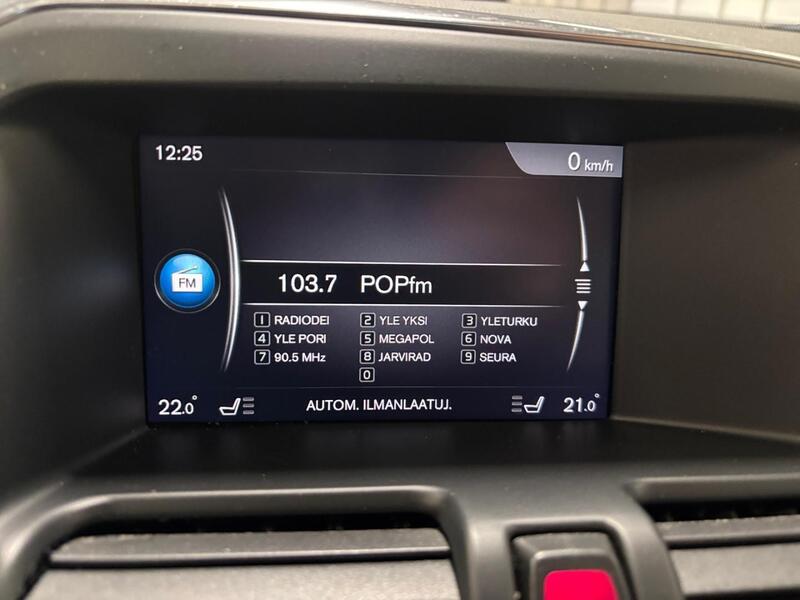 12:25
0 km/h
FM
103.7 POPfm
1 RADIODEI 2 YLE YKSI 3 YLETURKU
4 YLE PORI 5 MEGAPOL 6 NOVA
7 90.5 MHz 8 JARVIRAD 9 SEURA
0
22.0° AUTOM. ILMANLAATUJ. 21.0°